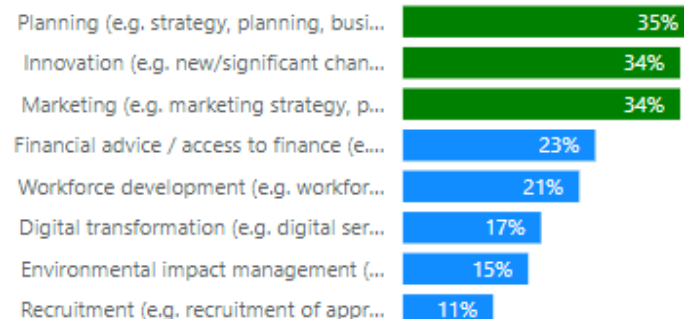 Planning (e.g. strategy, planning, busi... 35%
Innovation (e.g. new/significant chan... 34%
Marketing (e.g. marketing strategy, p... 34%
Financial advice / access to finance (e.... 23%
Workforce development (e.g. workfor... 21%
Digital transformation (e.g. digital ser... 17%
Environmental impact management (... 15%
Recruitment (e.g. recruitment of appr... 11%